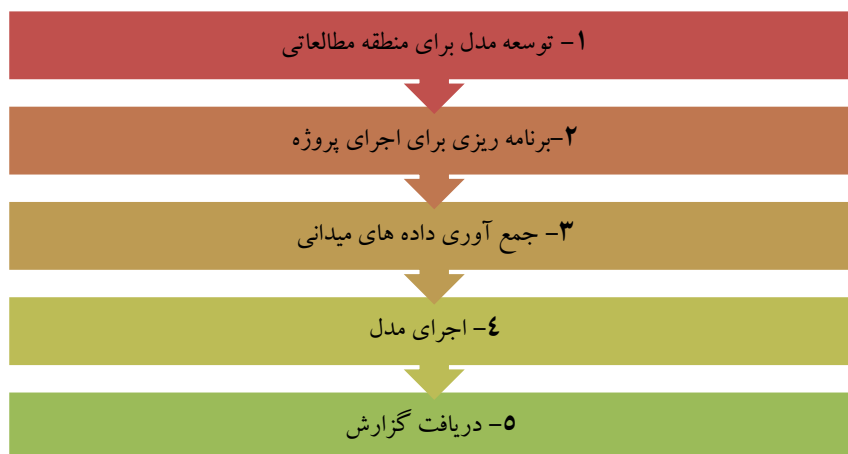 ۱- توسعه مدل برای منطقه مطالعاتی
۲-برنامه ریزی برای اجرای پروژه
۳- جمع آوری داده های میدانی
۴- اجرای مدل
۵- دریافت گزارش